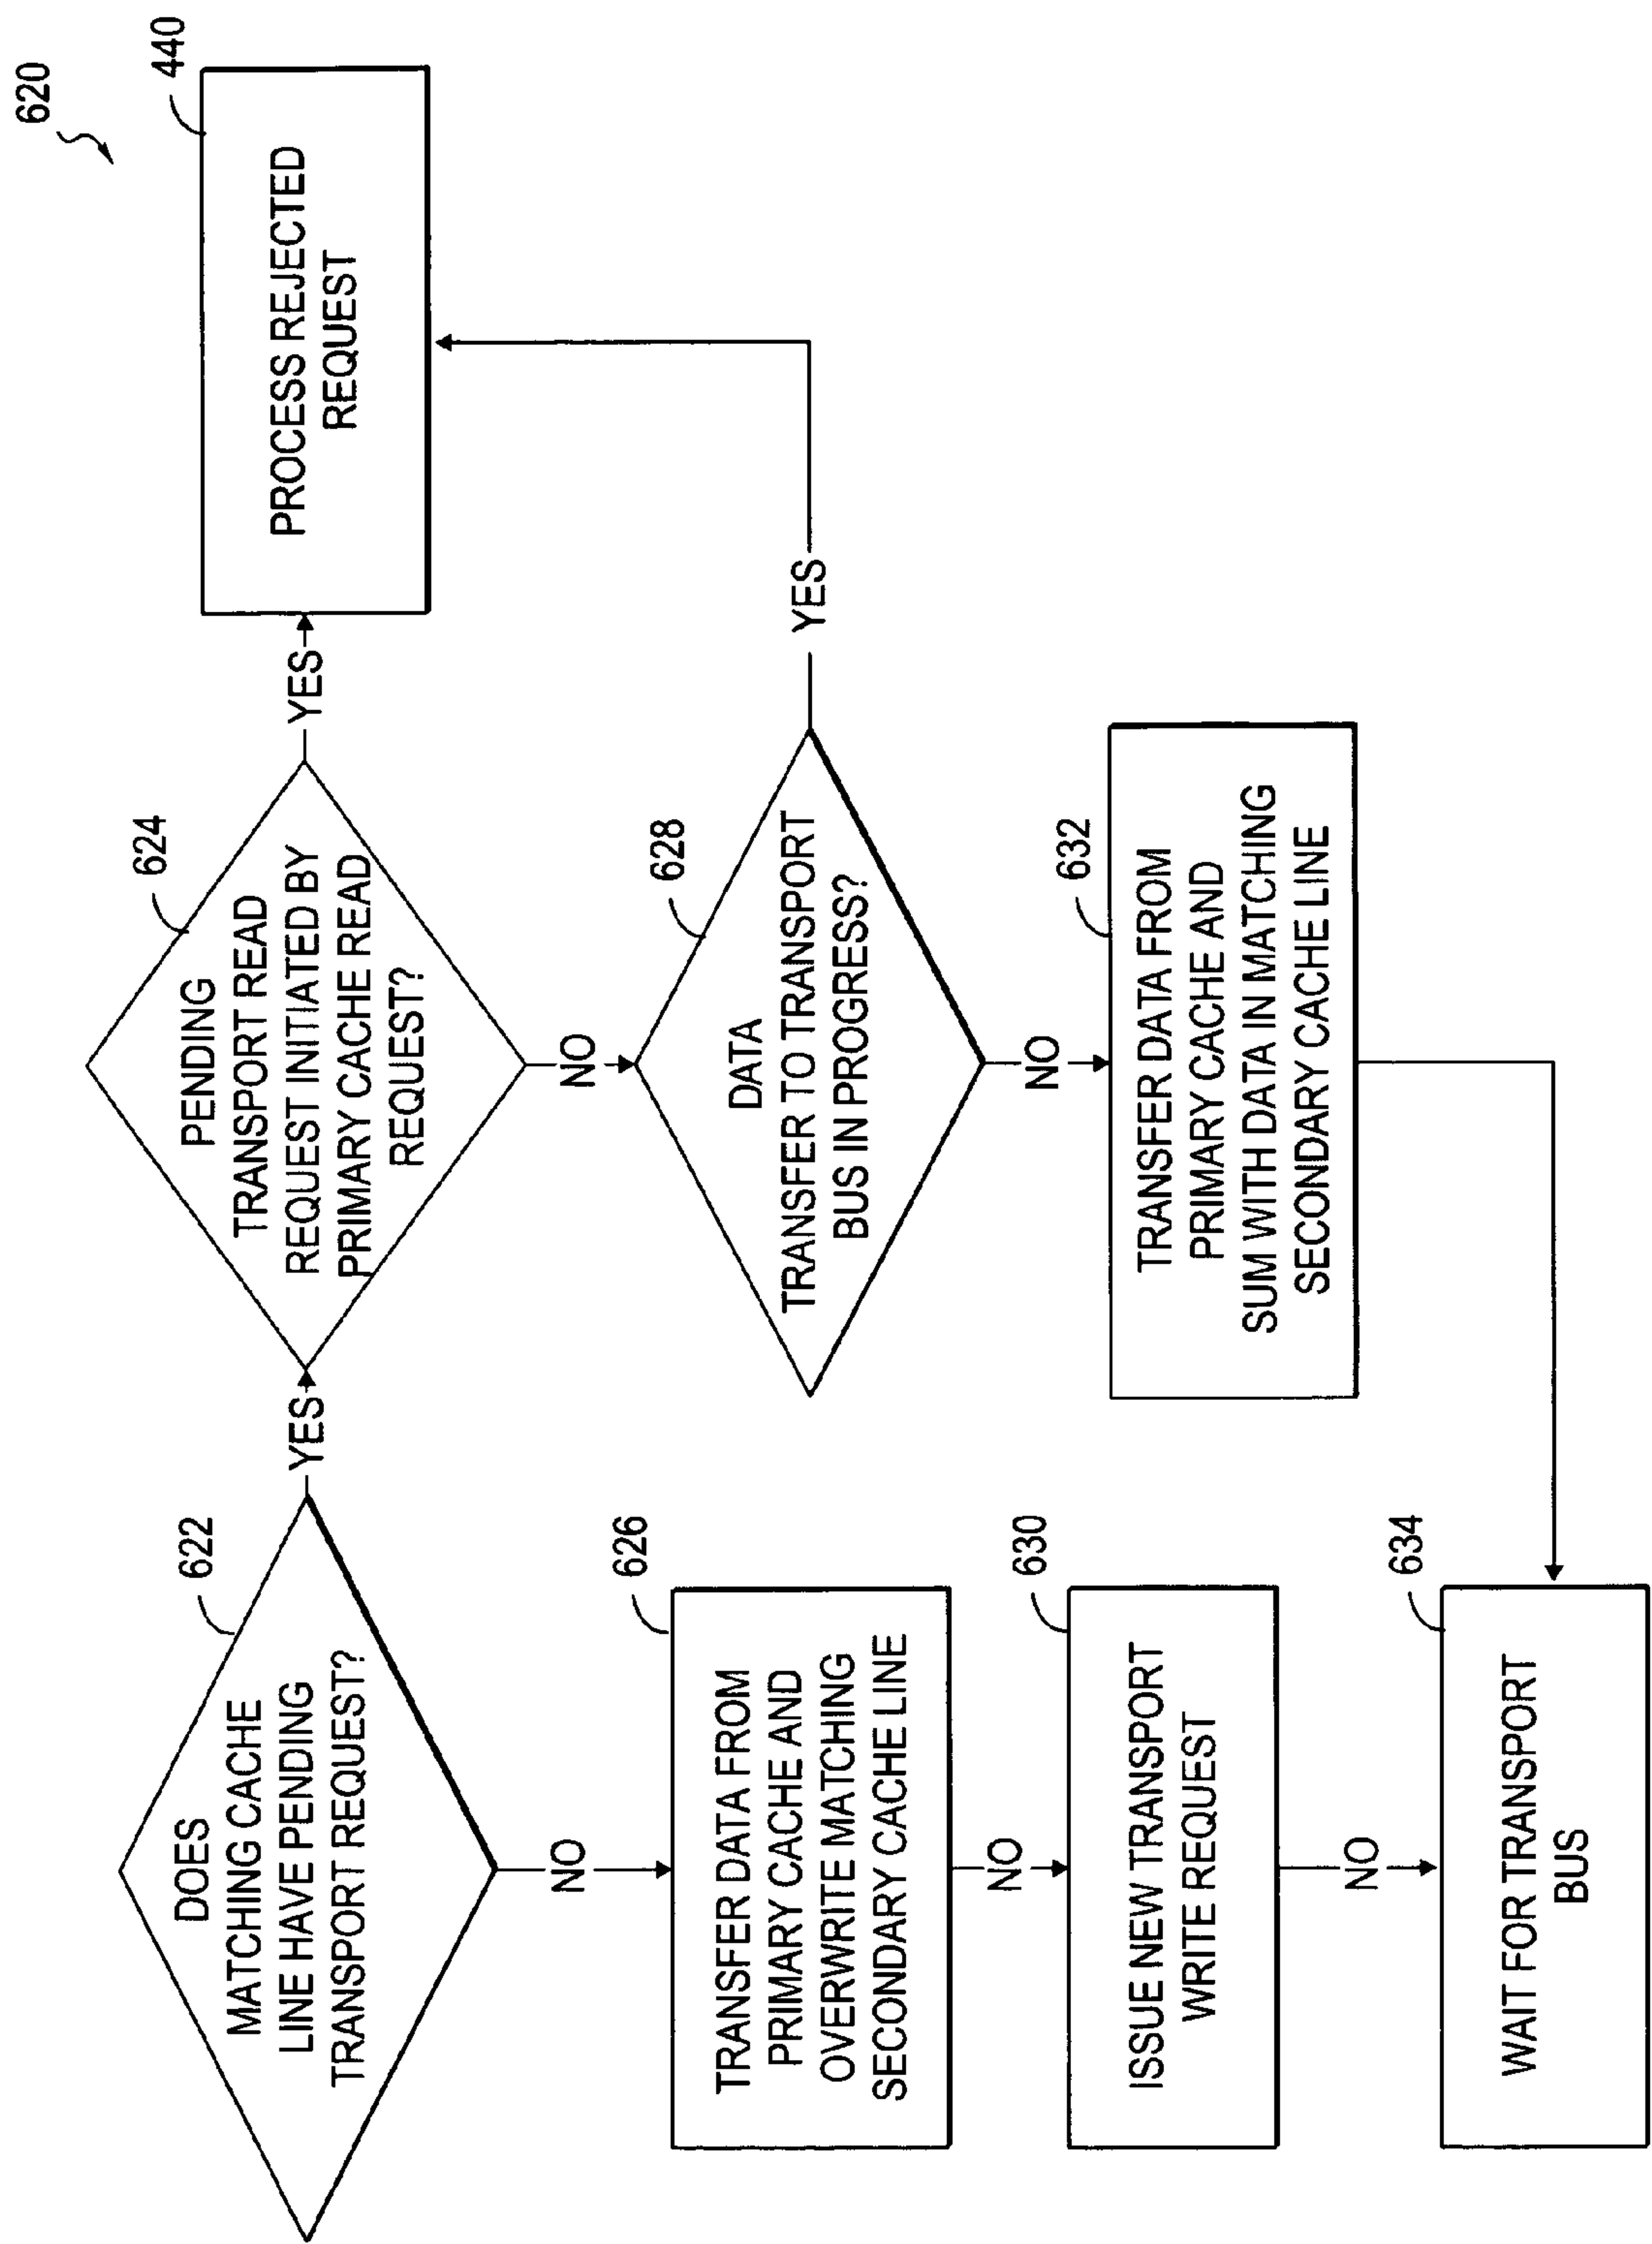 620
622
DOES
MATCHING CACHE
LINE HAVE PENDING
TRANSPORT REQUEST?
YES
624
PENDING
TRANSPORT READ
REQUEST INITIATED BY
PRIMARY CACHE READ
REQUEST?
YES
440
PROCESS REJECTED
REQUEST
NO
626
TRANSFER DATA FROM
PRIMARY CACHE AND
OVERWRITE MATCHING
SECONDARY CACHE LINE
NO
628
DATA
TRANSFER TO TRANSPORT
BUS IN PROGRESS?
YES
NO
630
ISSUE NEW TRANSPORT
WRITE REQUEST
NO
632
TRANSFER DATA FROM
PRIMARY CACHE AND
SUM WITH DATA IN MATCHING
SECONDARY CACHE LINE
NO
634
WAIT FOR TRANSPORT
BUS